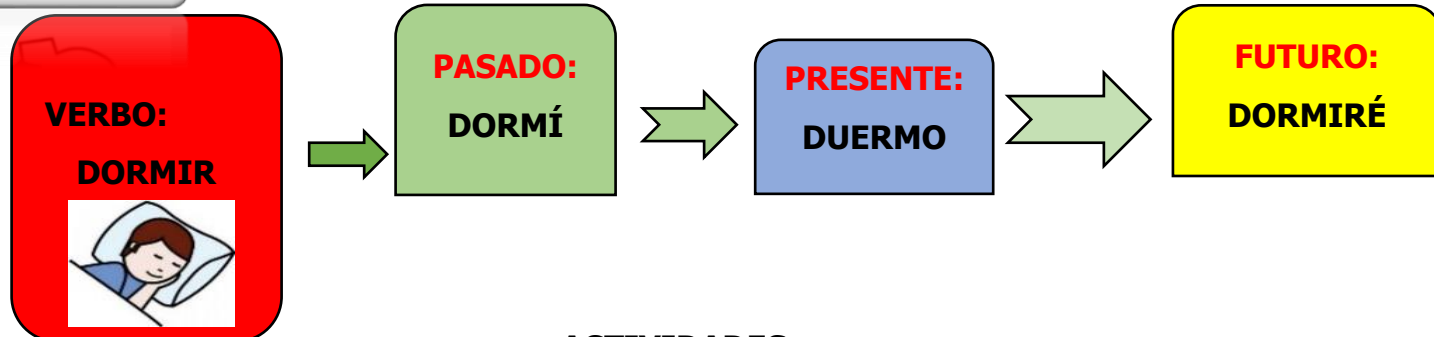 VERBO:
DORMIR
PASADO:
DORMÍ
PRESENTE:
DUERMO
FUTURO:
DORMIRÉ